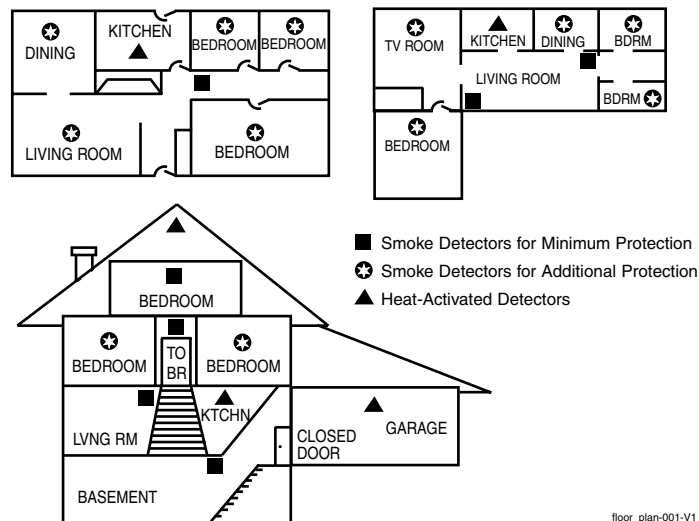 DINING
KITCHEN
BEDROOM
BEDROOM
LIVING ROOM
BEDROOM
TV ROOM
KITCHEN
DINING
BDRM
LIVING ROOM
BDRM
BEDROOM
Smoke Detectors for Minimum Protection
Smoke Detectors for Additional Protection
Heat-Activated Detectors
BEDROOM
BEDROOM
TO
BR
BEDROOM
LVNG RM
KTCHN
CLOSED
DOOR
GARAGE
BASEMENT
floor_plan-001-V1